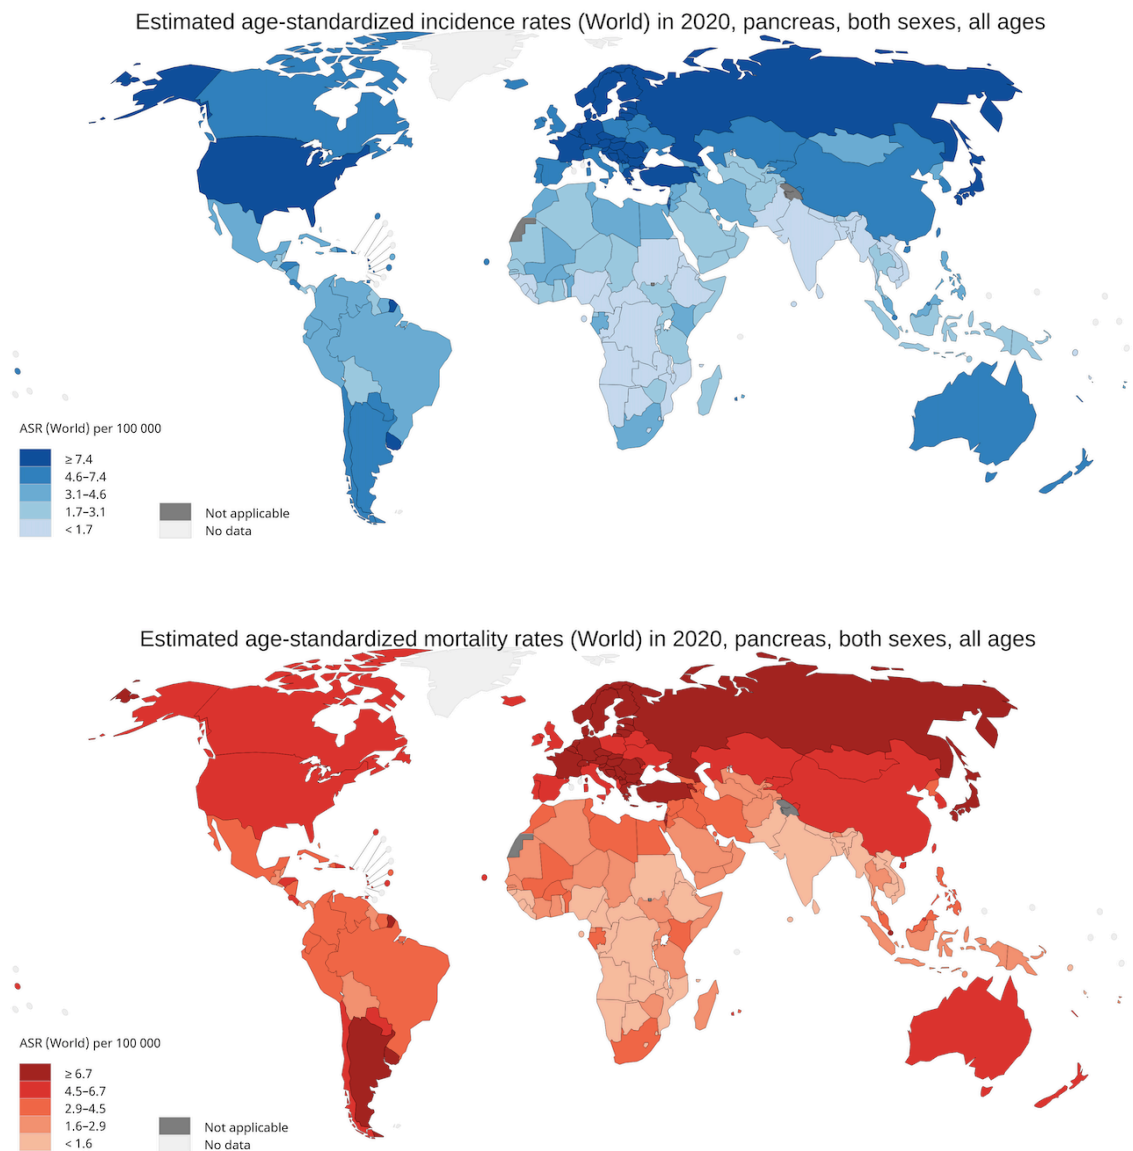 Estimated age-standardized incidence rates (World) in 2020, pancreas, both sexes, all ages
ASR (World) per 100 000
≥ 7.4
4.6–7.4
3.1–4.6
1.7–3.1
< 1.7
Not applicable
No data
Estimated age-standardized mortality rates (World) in 2020, pancreas, both sexes, all ages
ASR (World) per 100 000
≥ 6.7
4.5–6.7
2.9–4.5
1.6–2.9
< 1.6
Not applicable
No data